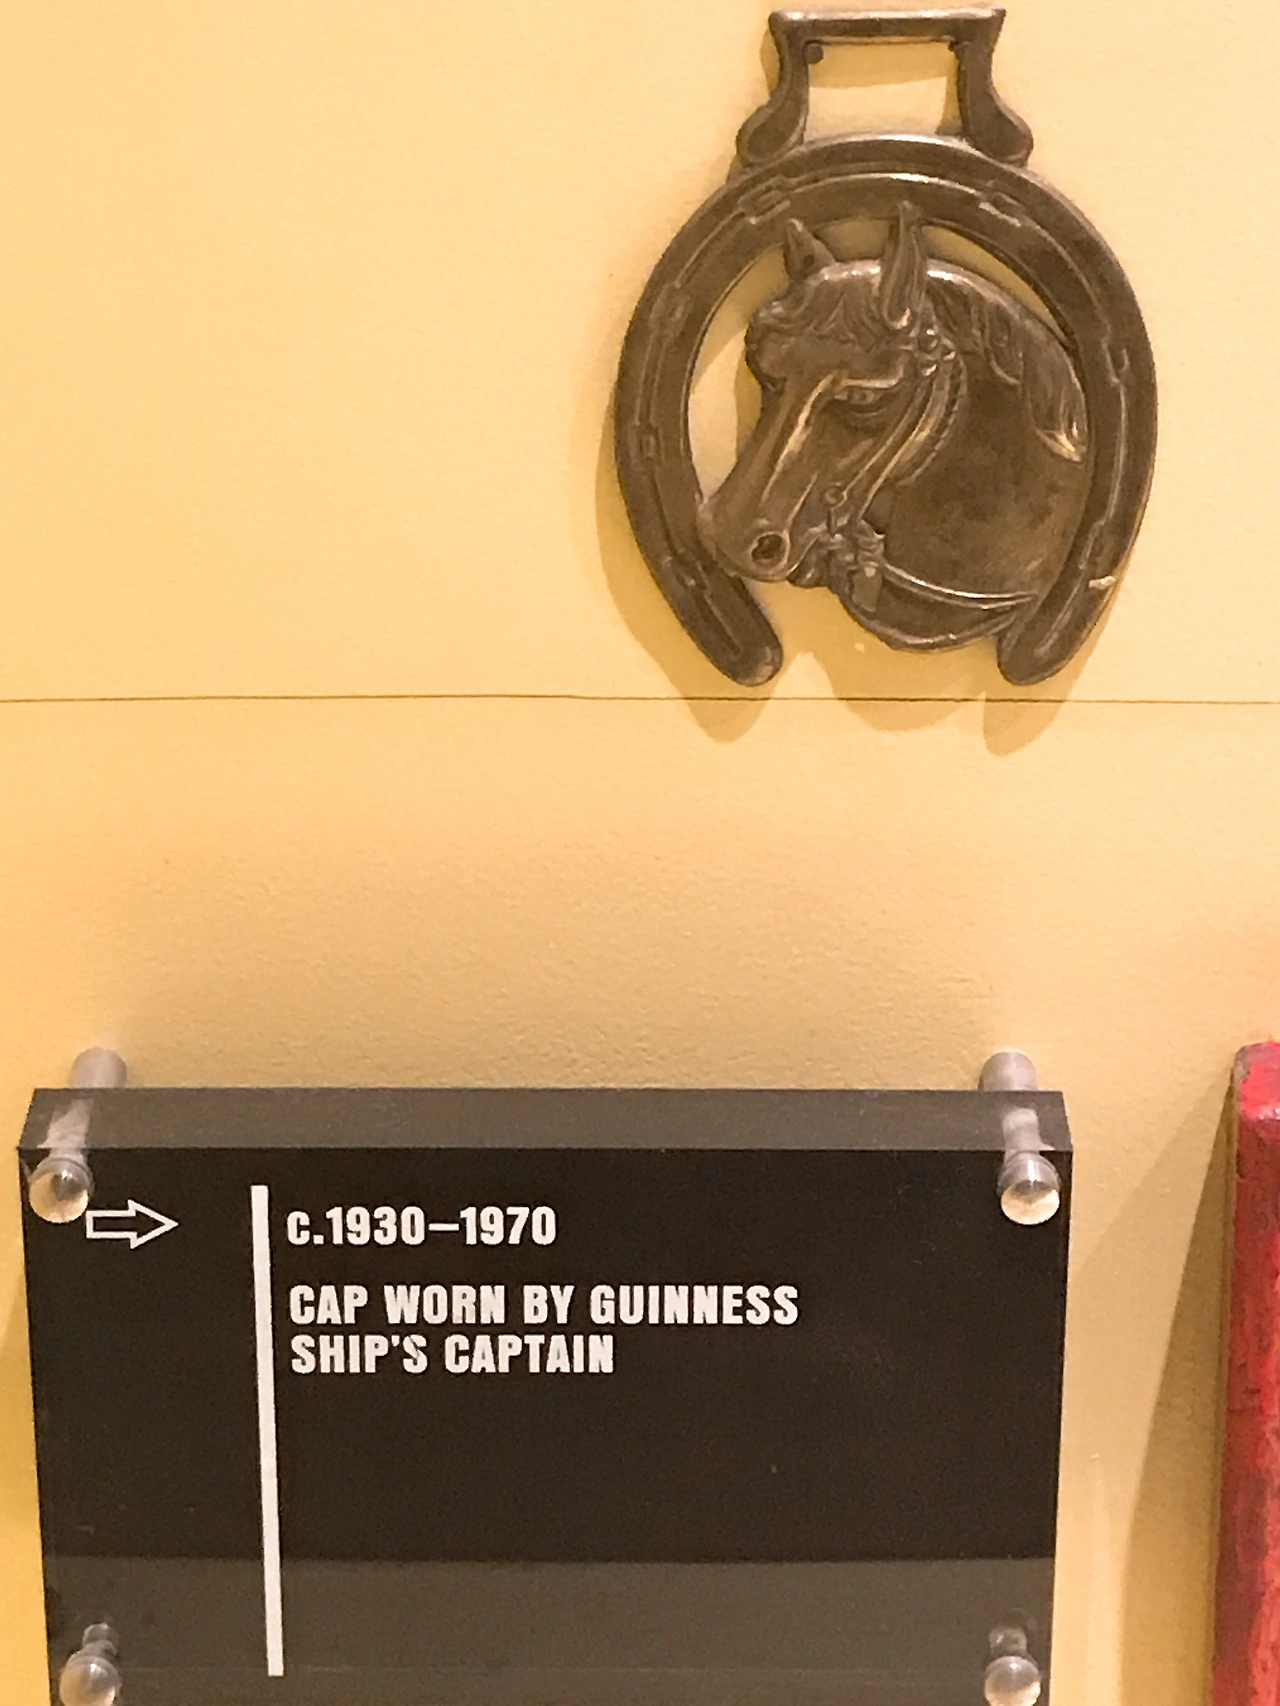 c.1930–1970
CAP WORN BY GUINNESS
SHIP'S CAPTAIN